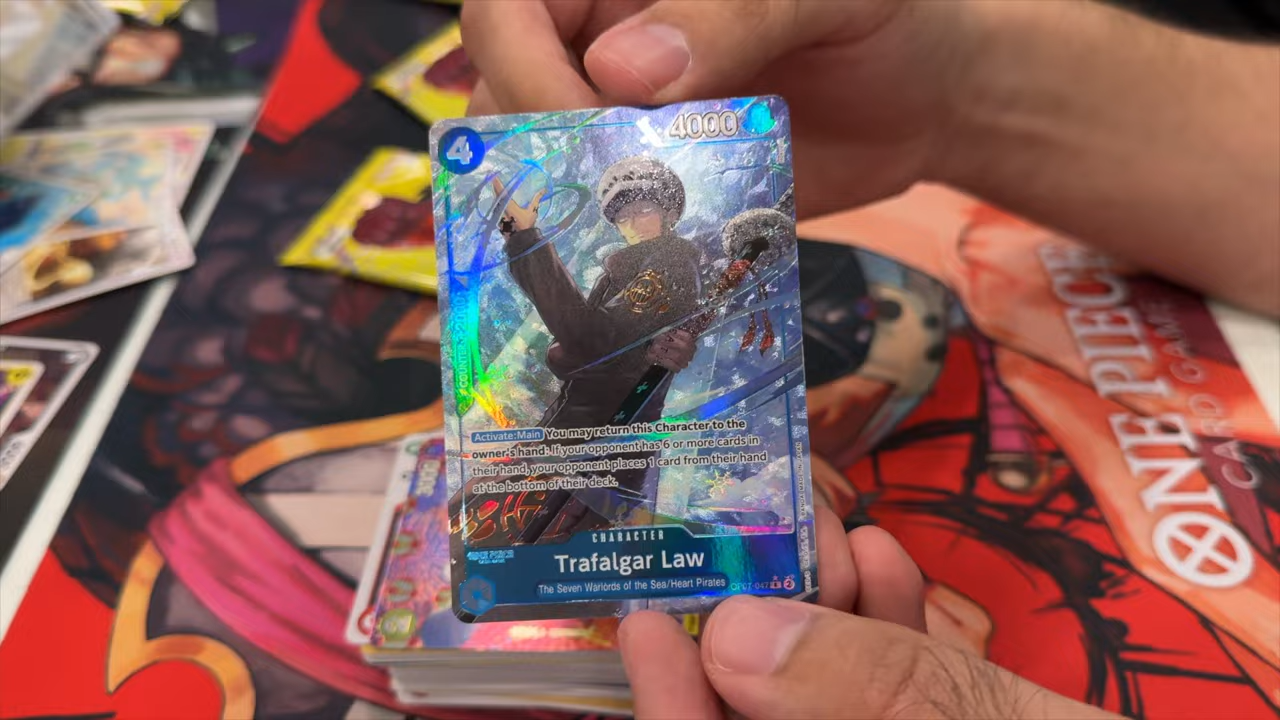 4
4000
COUNTER+2000
Activate:Main You may return this Character to the
owner's hand: If your opponent has 6 or more cards in
their hand, your opponent places 1 card from their hand
at the bottom of their deck.
CHARACTER
Trafalgar Law
The Seven Warlords of the Sea/Heart Pirates
OP07-047
ONE PIECE
CARD GAME